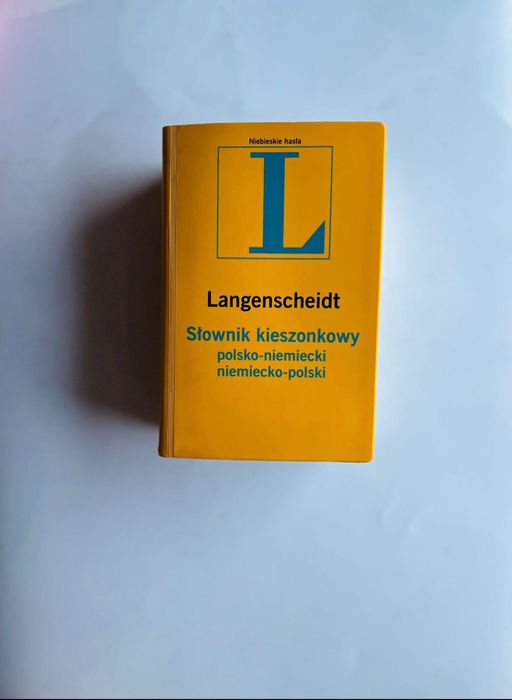 Niebieskie hasła
L
Langenscheidt
Słownik kieszonkowy
polsko-niemiecki
niemiecko-polski